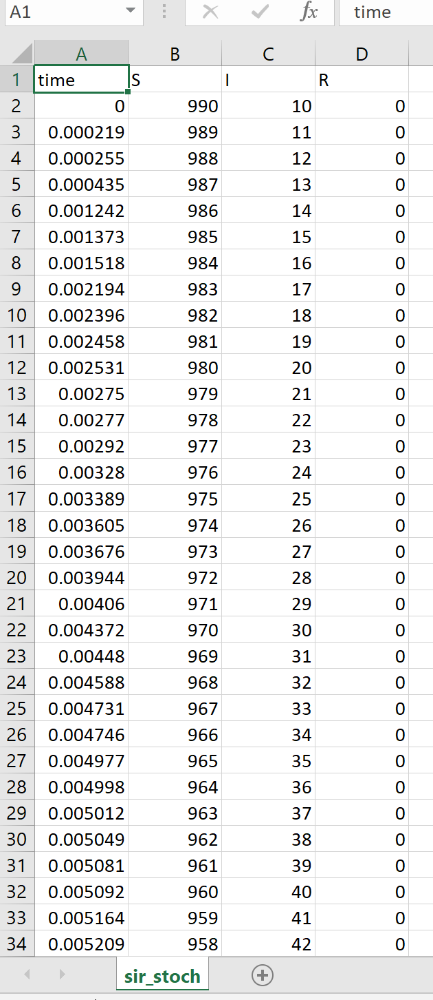 A1 fx time
A B C D
1 time S I R
2 0 990 10 0
3 0.000219 989 11 0
4 0.000255 988 12 0
5 0.000435 987 13 0
6 0.001242 986 14 0
7 0.001373 985 15 0
8 0.001518 984 16 0
9 0.002194 983 17 0
10 0.002396 982 18 0
11 0.002458 981 19 0
12 0.002531 980 20 0
13 0.00275 979 21 0
14 0.00277 978 22 0
15 0.00292 977 23 0
16 0.00328 976 24 0
17 0.003389 975 25 0
18 0.003605 974 26 0
19 0.003676 973 27 0
20 0.003944 972 28 0
21 0.00406 971 29 0
22 0.004372 970 30 0
23 0.00448 969 31 0
24 0.004588 968 32 0
25 0.004731 967 33 0
26 0.004746 966 34 0
27 0.004977 965 35 0
28 0.004998 964 36 0
29 0.005012 963 37 0
30 0.005049 962 38 0
31 0.005081 961 39 0
32 0.005092 960 40 0
33 0.005164 959 41 0
34 0.005209 958 42 0
sir_stoch